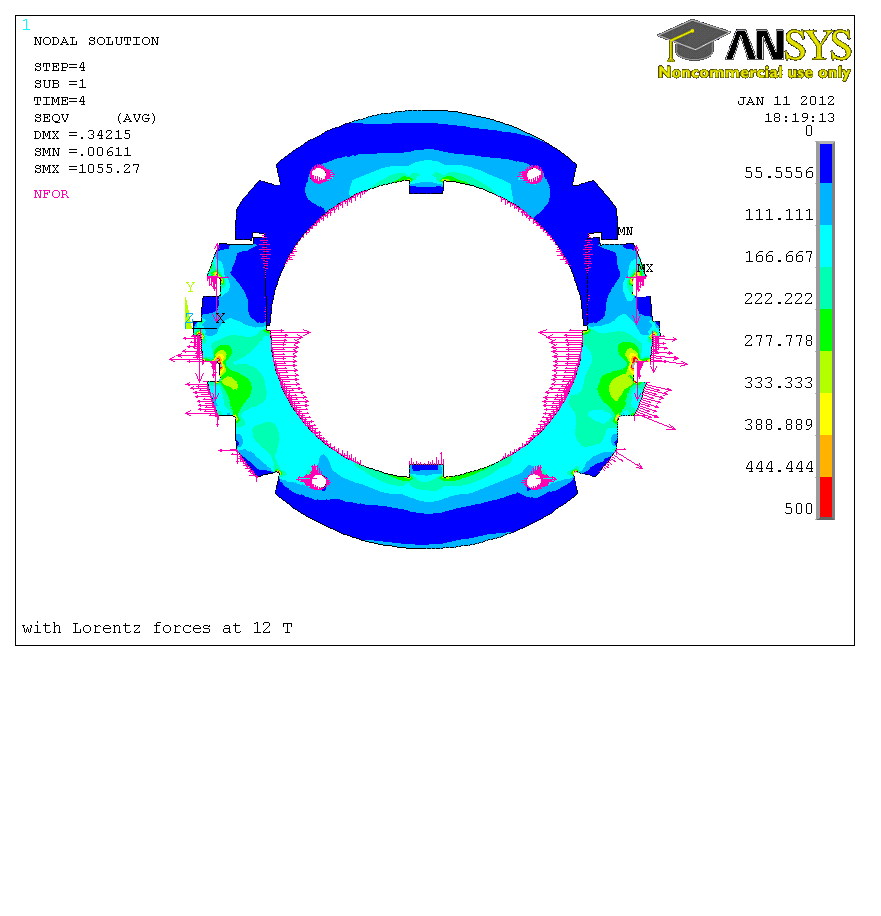 1
NODAL SOLUTION
STEP=4
SUB =1
TIME=4
SEQV (AVG)
DMX =.34215
SMN =.00611
SMX =1055.27
NFOR
ANSYS
Noncommercial use only
JAN 11 2012
18:19:13
0
55.5556
111.111
166.667
222.222
277.778
333.333
388.889
444.444
500
MN
MX
Y
Z X
with Lorentz forces at 12 T